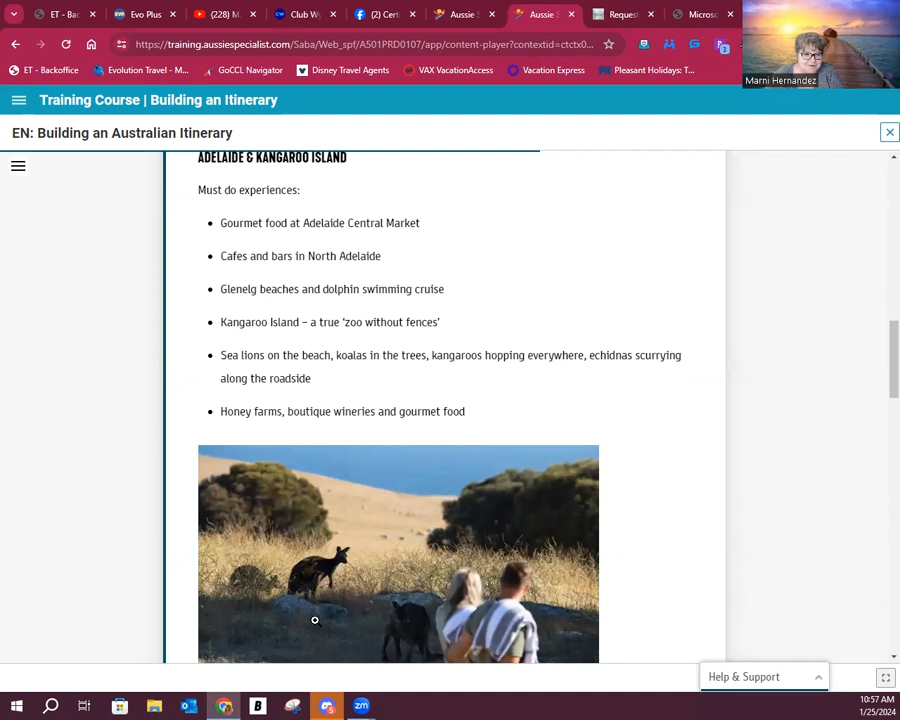 ET - Bac
Evo Plus
(228) M
Club W
(2) Cert
Aussie S
Aussie S
Request
Microso
https://training.aussiespecialist.com/Saba/Web_spf/A501PRD0107/app/content-player?contextid=ctctx0...
3
ET - Backoffice
Evolution Travel - M...
GoCCL Navigator
Disney Travel Agents
VAX VacationAccess
Vacation Express
Pleasant Holidays: T...
Marni Hernandez
Training Course | Building an Itinerary
EN: Building an Australian Itinerary
ADELAIDE & KANGAROO ISLAND
Must do experiences:
• Gourmet food at Adelaide Central Market
• Cafes and bars in North Adelaide
• Glenelg beaches and dolphin swimming cruise
• Kangaroo Island – a true ‘zoo without fences’
• Sea lions on the beach, koalas in the trees, kangaroos hopping everywhere, echidnas scurrying
along the roadside
• Honey farms, boutique wineries and gourmet food
Help & Support
B
zm
10:57 AM
1/25/2024